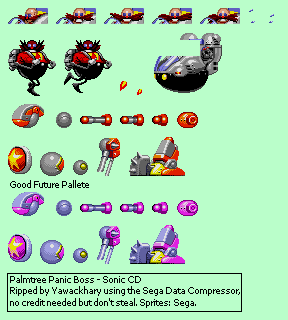 Good Future Pallete
Palmtree Panic Boss - Sonic CD
Ripped by Yawackhary using the Sega Data Compressor,
no credit needed but don't steal. Sprites: Sega.